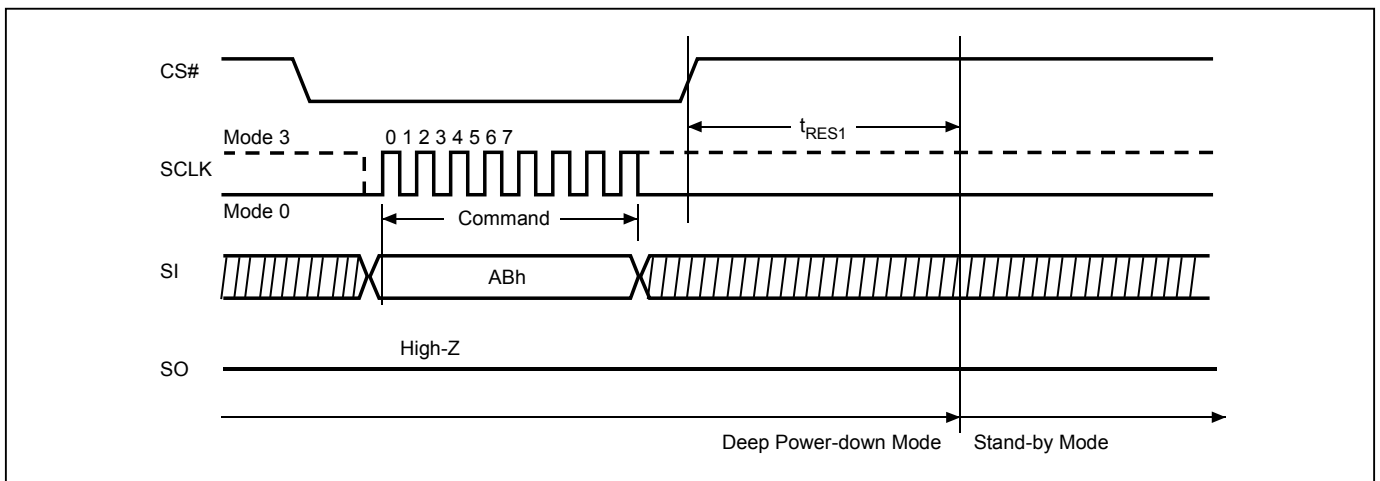 CS#
tRES1
Mode 3
0 1 2 3 4 5 6 7
SCLK
Mode 0
Command
SI
ABh
High-Z
SO
Deep Power-down Mode
Stand-by Mode